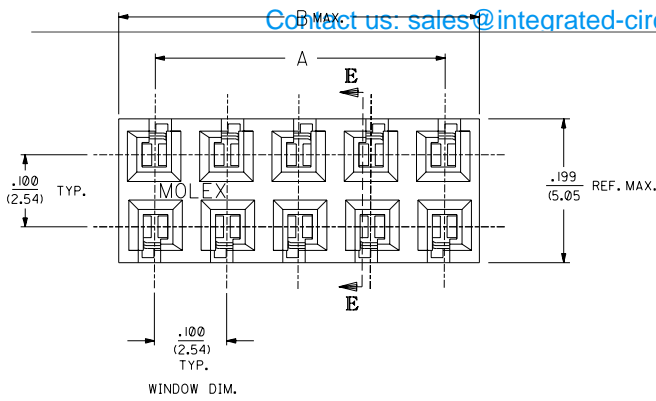 Contact us: sales@integrated-cir
B MAX.
A
E
.100
(2.54)
TYP.
MOLEX
.199
(5.05
REF. MAX.
E
.100
(2.54)
TYP.
WINDOW DIM.